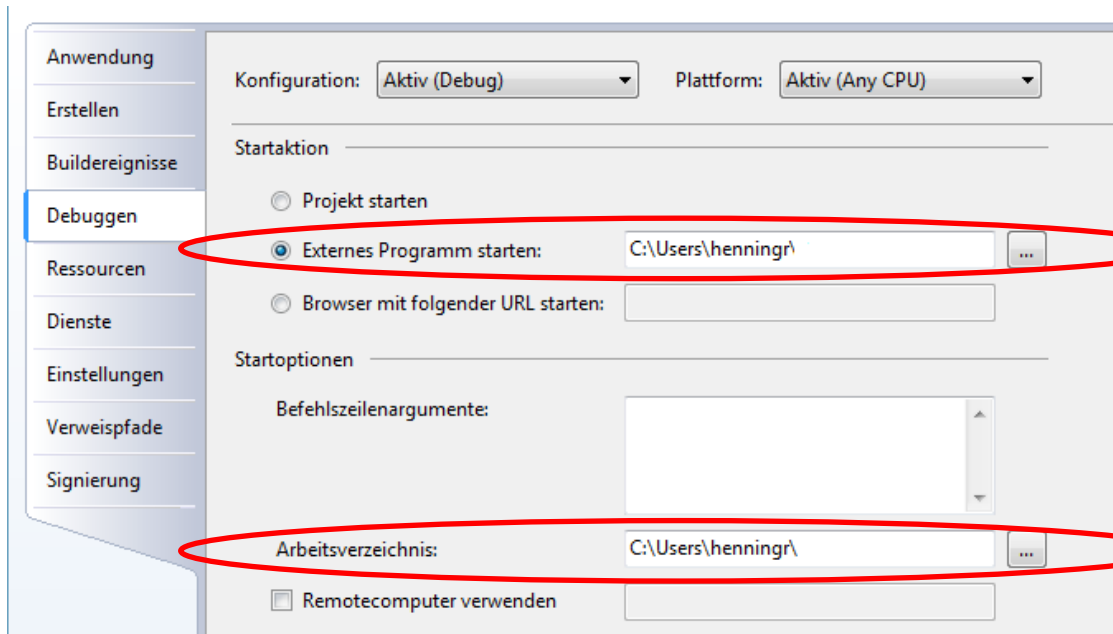 Anwendung
Erstellen
Buildereignisse
Debuggen
Ressourcen
Dienste
Einstellungen
Verweispfade
Signierung
Konfiguration: Aktiv (Debug) Plattform: Aktiv (Any CPU)
Startaktion
Projekt starten
Externes Programm starten: C:\Users\henningr\ ...
Browser mit folgender URL starten:
Startoptionen
Befehlszeilenargumente:
Arbeitsverzeichnis: C:\Users\henningr\ ...
Remotecomputer verwenden